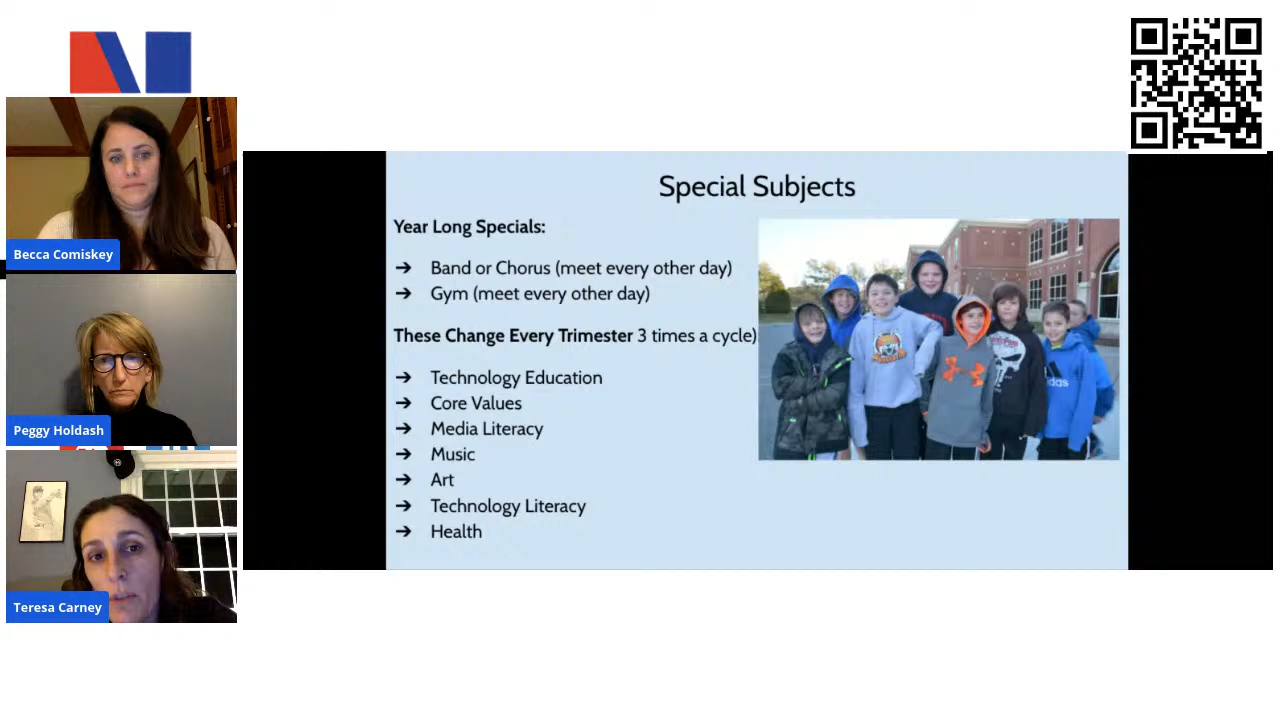 Becca Comiskey
Peggy Holdash
Teresa Carney
Special Subjects
Year Long Specials:
➔ Band or Chorus (meet every other day)
➔ Gym (meet every other day)
These Change Every Trimester 3 times a cycle)
➔ Technology Education
➔ Core Values
➔ Media Literacy
➔ Music
➔ Art
➔ Technology Literacy
➔ Health
adidas